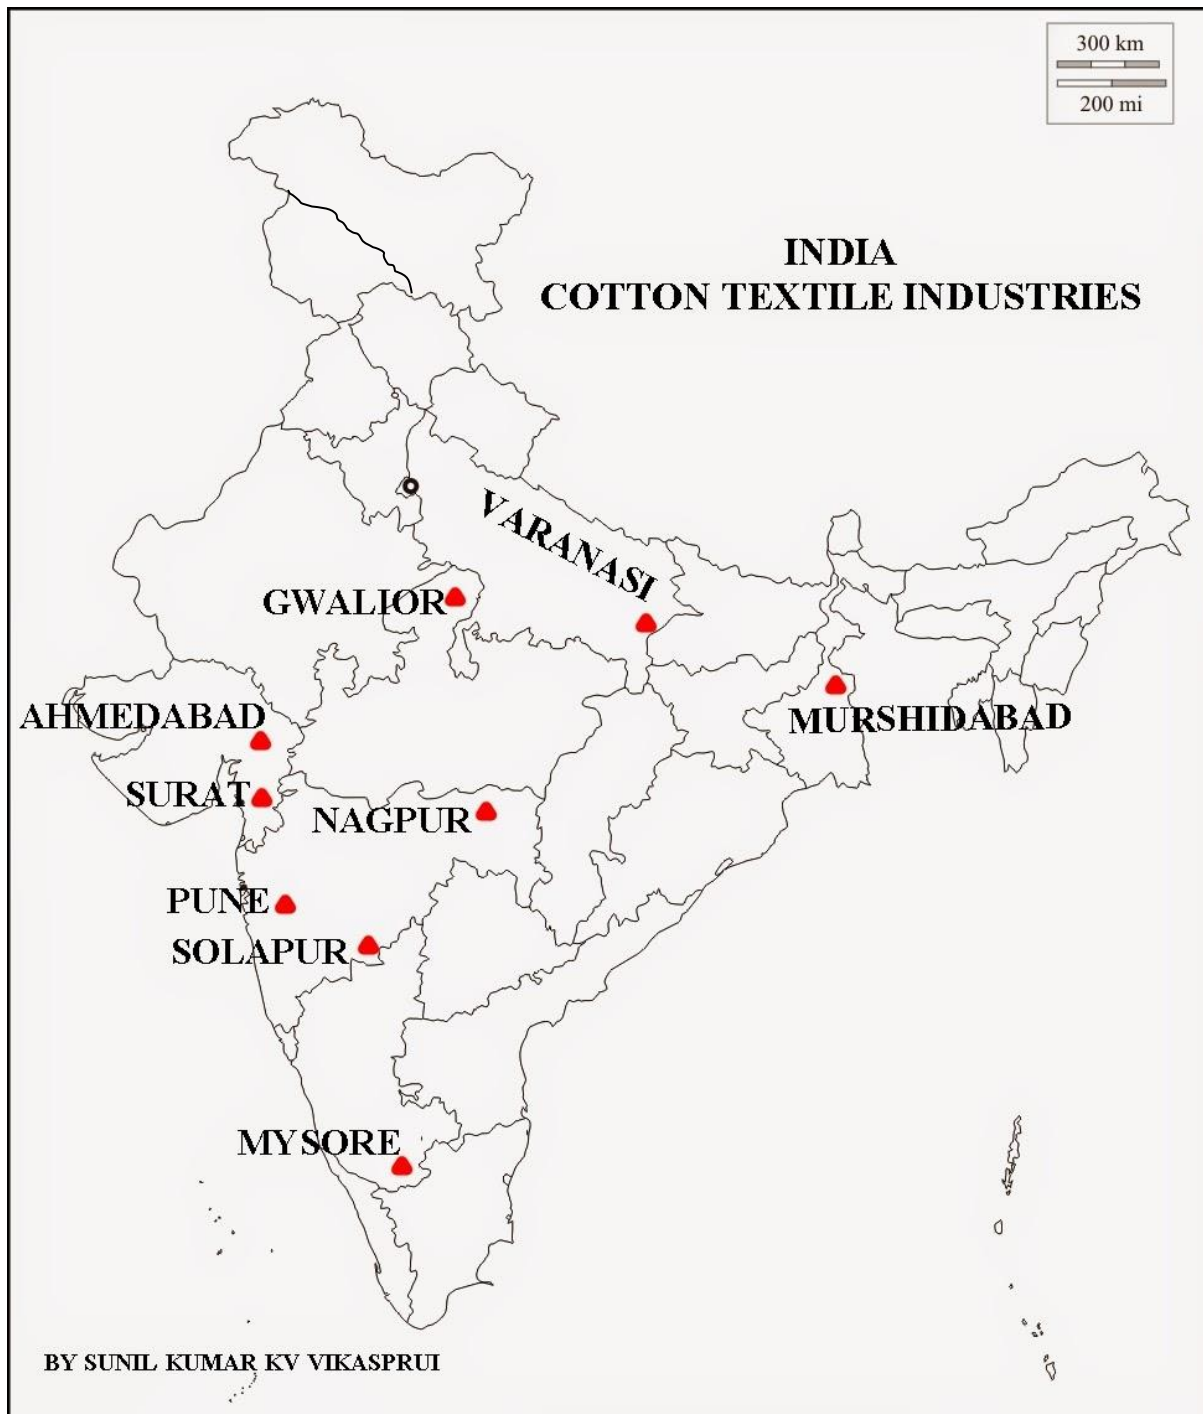 300 km
200 mi
INDIA
COTTON TEXTILE INDUSTRIES
VARANASI
GWALIOR
AHMEDABAD
MURSHIDABAD
SURAT
NAGPUR
PUNE
SOLAPUR
MYSORE
BY SUNIL KUMAR KV VIKASPRUI